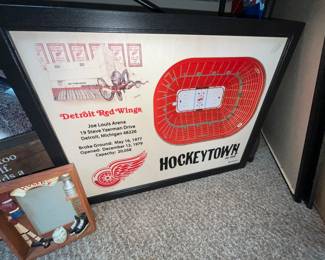 Detroit Red Wings
Joe Louis Arena
19 Steve Yzerman Drive
Detroit, Michigan 48226
Broke Ground: May 16, 1977
Opened: December 12, 1979
Capacity: 20,058
HOCKEYTOWN